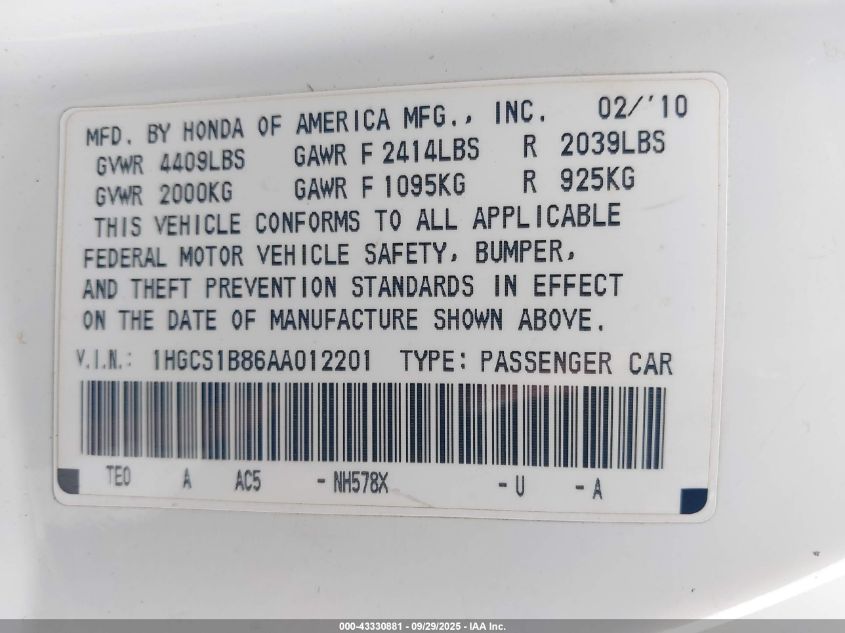 MFD. BY HONDA OF AMERICA MFG., INC. 02/'10
GVWR 4409LBS GAWR F 2414LBS R 2039LBS
GVWR 2000KG GAWR F 1095KG R 925KG
THIS VEHICLE CONFORMS TO ALL APPLICABLE
FEDERAL MOTOR VEHICLE SAFETY, BUMPER,
AND THEFT PREVENTION STANDARDS IN EFFECT
ON THE DATE OF MANUFACTURE SHOWN ABOVE.
V.I.N.: 1HGCS1B86AA012201 TYPE: PASSENGER CAR
TE0 A AC5 - NH578X - U - A
000-43330881 - 09/29/2025 - IAA Inc.